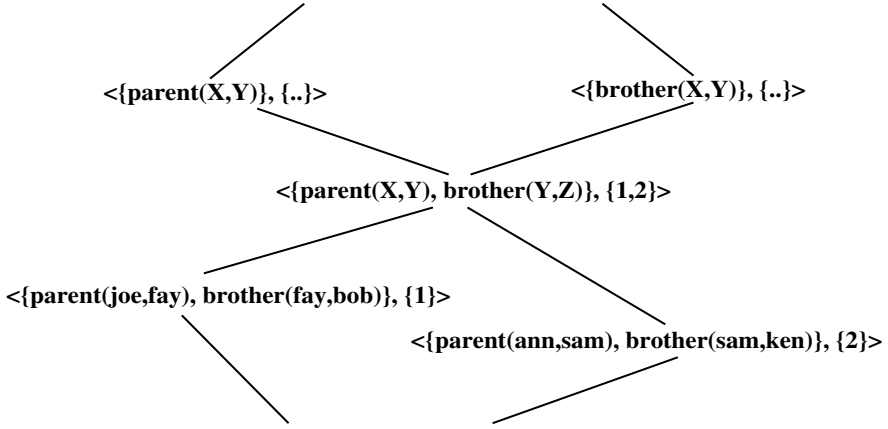 <{parent(X,Y)}, {..}>
<{brother(X,Y)}, {..}>
<{parent(X,Y), brother(Y,Z)}, {1,2}>
<{parent(joe,fay), brother(fay,bob)}, {1}>
<{parent(ann,sam), brother(sam,ken)}, {2}>